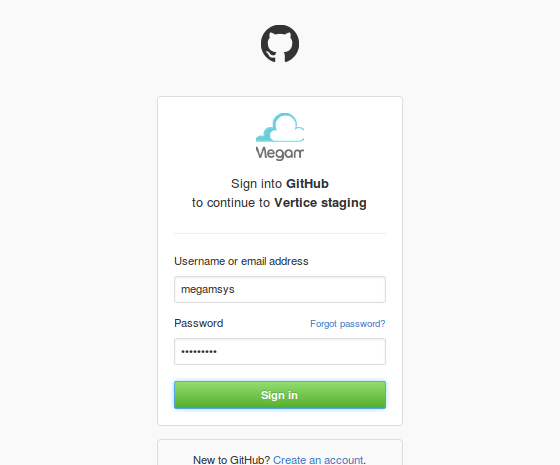 Megam
Sign into GitHub
to continue to Vertice staging
Username or email address
megamsys
Password Forgot password?
•••••••••
Sign in
New to GitHub? Create an account.